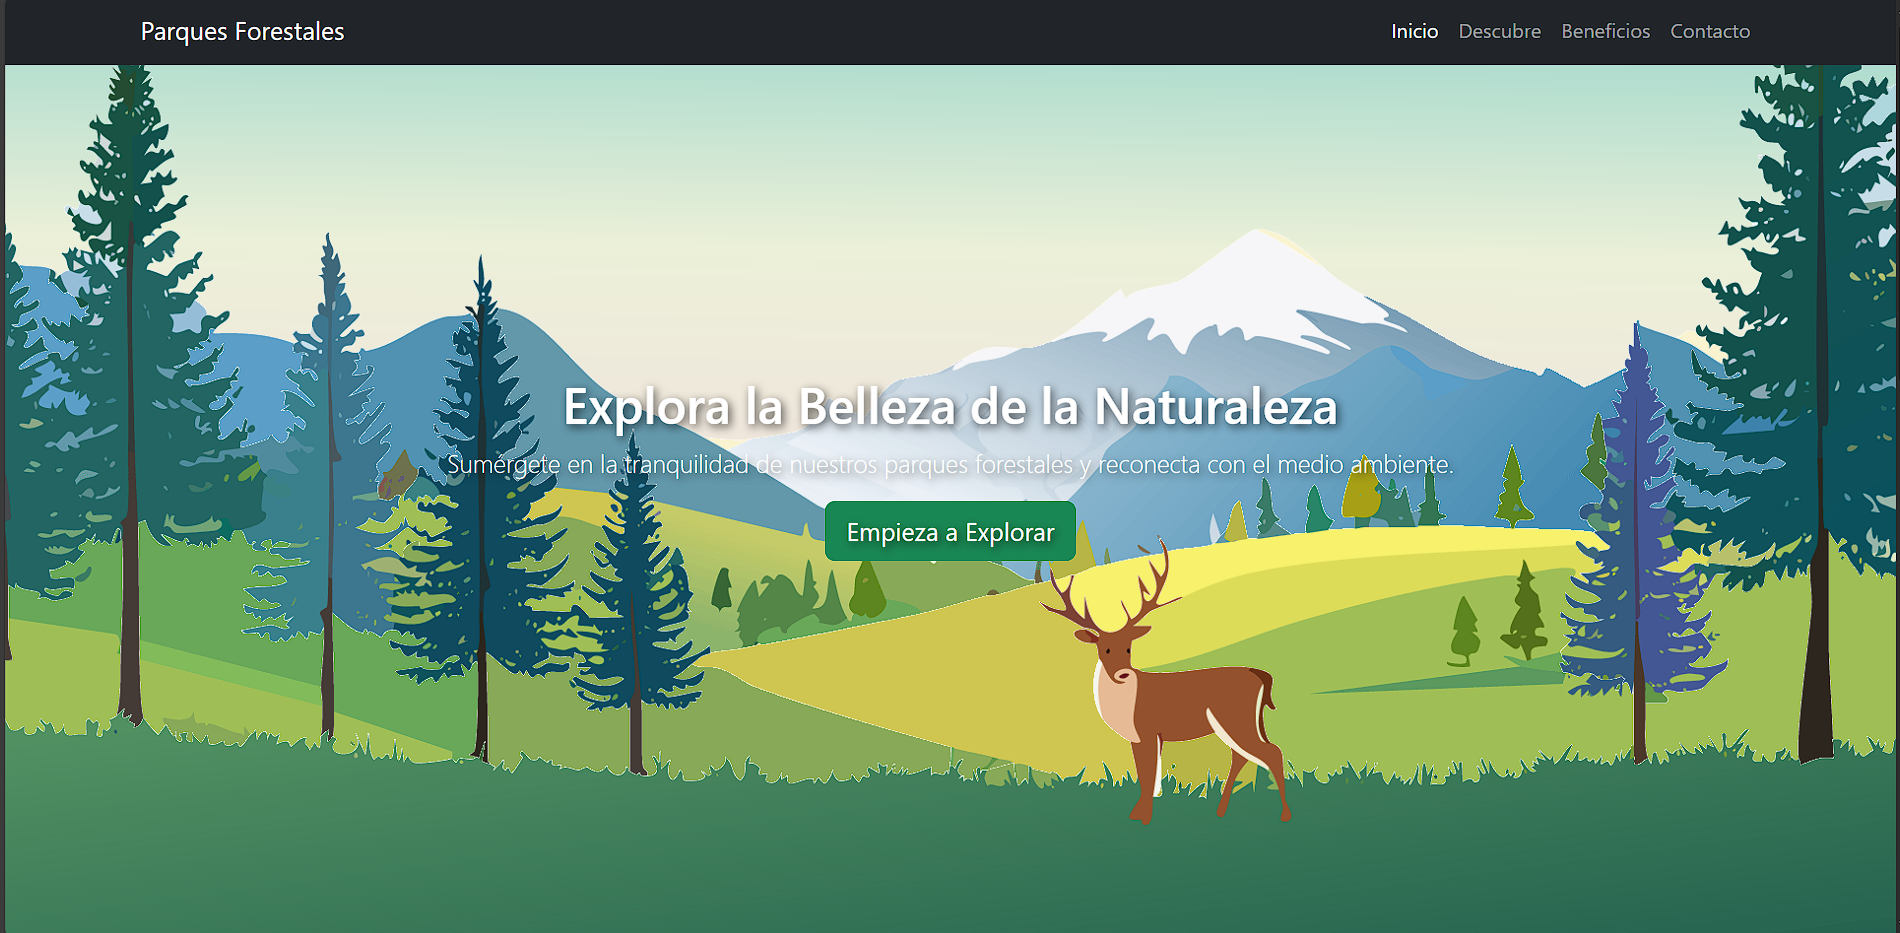 Parques Forestales
Inicio Descubre Beneficios Contacto
Explora la Belleza de la Naturaleza
Sumérgete en la tranquilidad de nuestros parques forestales y reconecta con el medio ambiente.
Empieza a Explorar